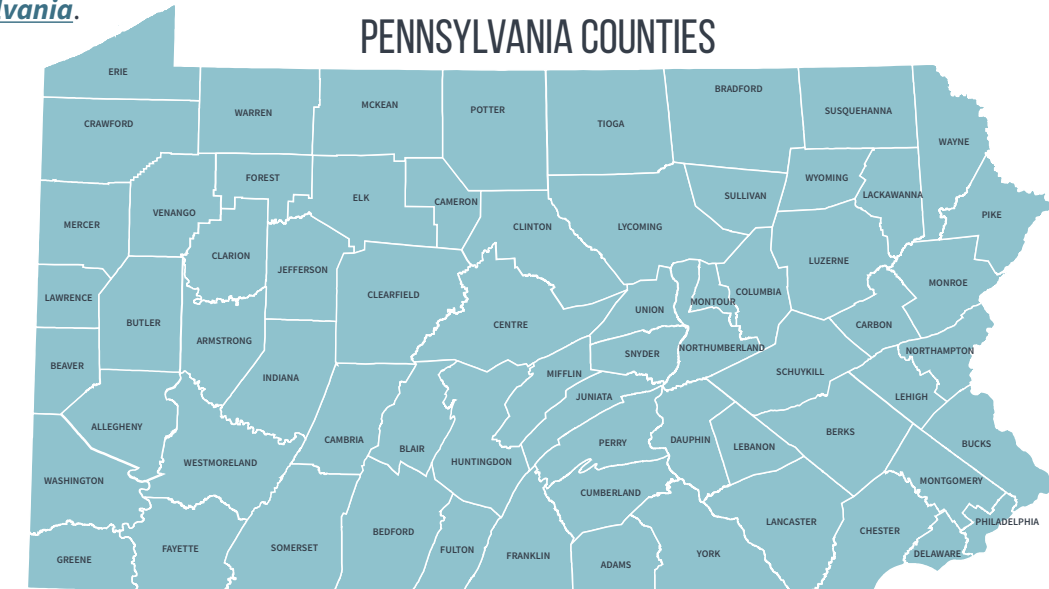 lvania.
PENNSYLVANIA COUNTIES
ERIE
WARREN
MCKEAN
POTTER
TIOGA
BRADFORD
SUSQUEHANNA
WAYNE
CRAWFORD
FOREST
ELK
CAMERON
CLINTON
LYCOMING
SULLIVAN
WYOMING
LACKAWANNA
PIKE
MERCER
VENANGO
CLARION
JEFFERSON
CLEARFIELD
LUZERNE
MONROE
LAWRENCE
BUTLER
ARMSTRONG
CENTRE
UNION
MONTOUR
COLUMBIA
CARBON
NORTHAMPTON
BEAVER
INDIANA
MIFFLIN
SNYDER
NORTHUMBERLAND
SCHUYKILL
LEHIGH
ALLEGHENY
WESTMORELAND
CAMBRIA
BLAIR
HUNTINGDON
JUNIATA
PERRY
DAUPHIN
LEBANON
BERKS
BUCKS
WASHINGTON
CUMBERLAND
MONTGOMERY
PHILADELPHIA
GREENE
FAYETTE
SOMERSET
BEDFORD
FULTON
FRANKLIN
ADAMS
YORK
LANCASTER
CHESTER
DELAWARE